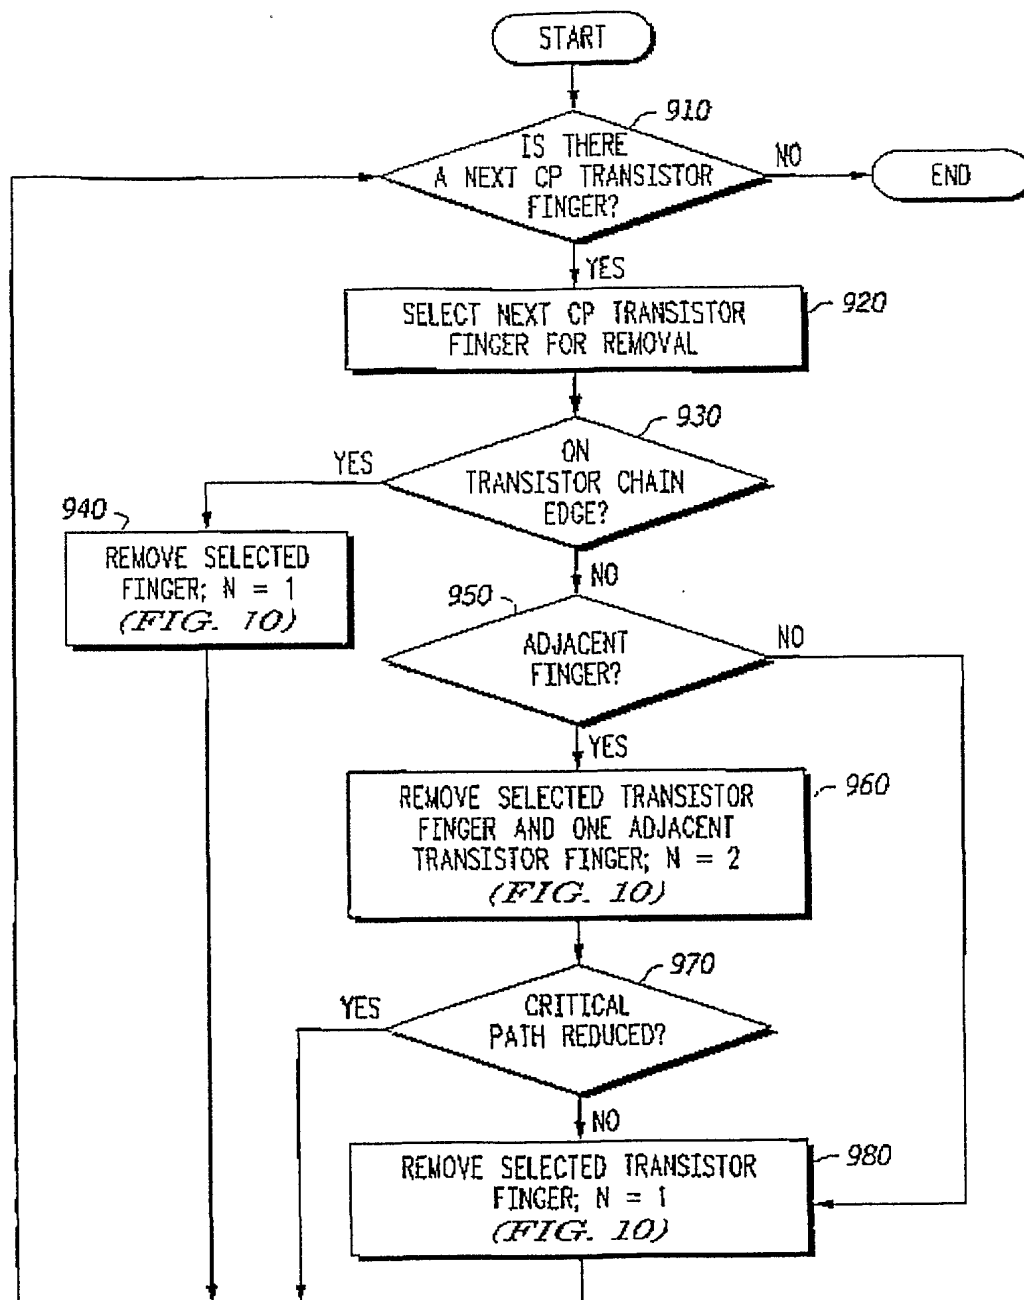 START
910
IS THERE
A NEXT CP TRANSISTOR
FINGER?
NO
END
YES
SELECT NEXT CP TRANSISTOR
FINGER FOR REMOVAL
920
930
ON
TRANSISTOR CHAIN
EDGE?
YES
940
REMOVE SELECTED
FINGER; N = 1
(FIG. 10)
NO
950
ADJACENT
FINGER?
NO
YES
REMOVE SELECTED TRANSISTOR
FINGER AND ONE ADJACENT
TRANSISTOR FINGER; N = 2
(FIG. 10)
960
970
CRITICAL
PATH REDUCED?
YES
NO
REMOVE SELECTED TRANSISTOR
FINGER; N = 1
(FIG. 10)
980